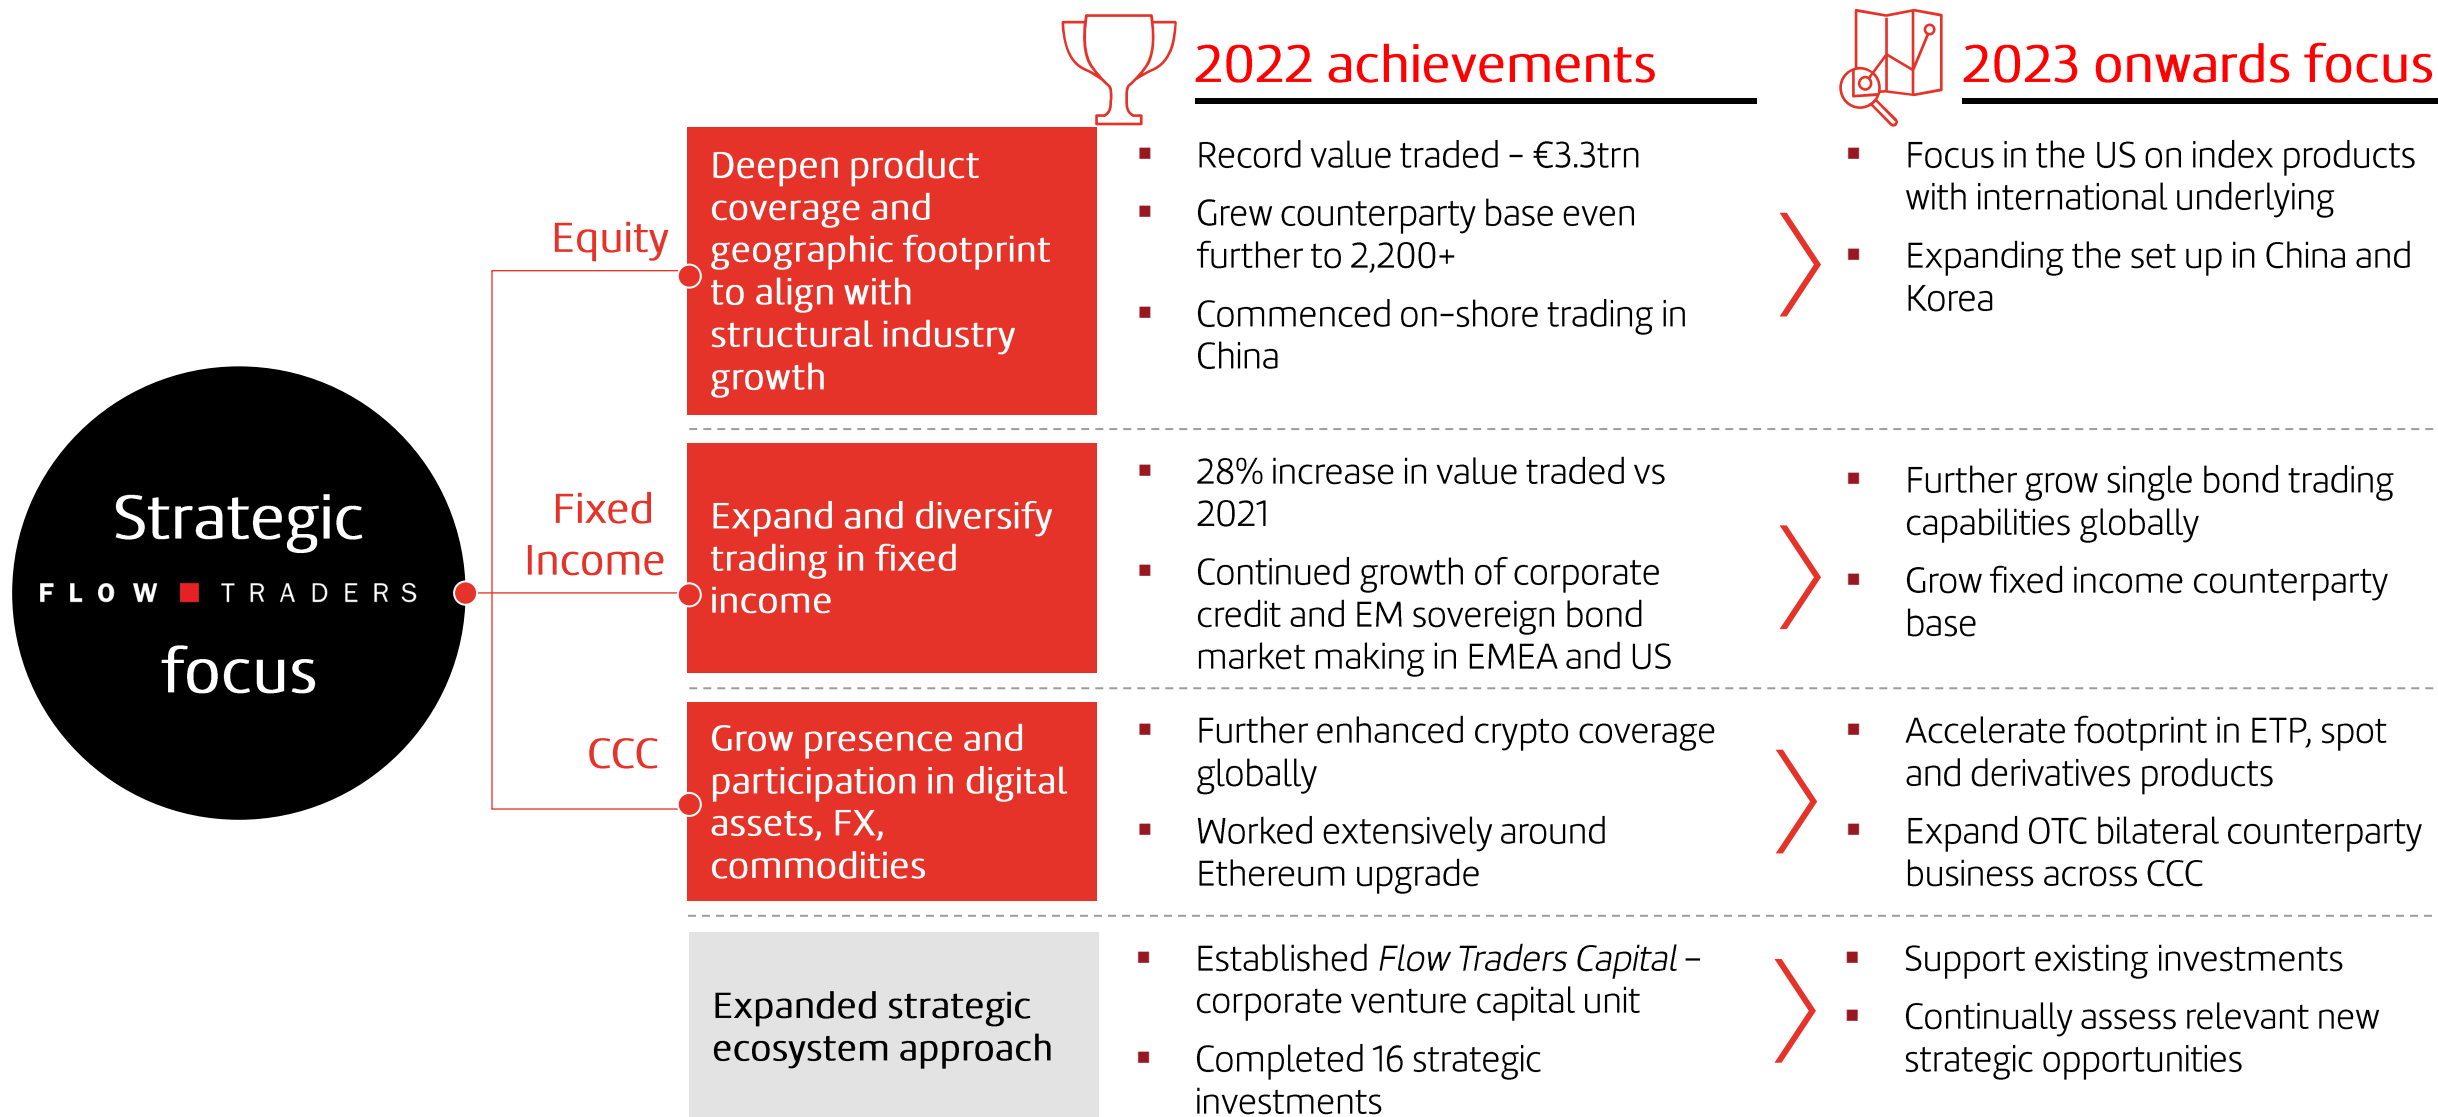 2022 achievements
2023 onwards focus
Strategic
FLOW TRADERS
focus
Equity
Deepen product
coverage and
geographic footprint
to align with
structural industry
growth
Record value traded - €3.3trn
Grew counterparty base even
further to 2,200+
Commenced on-shore trading in
China
Focus in the US on index products
with international underlying
Expanding the set up in China and
Korea
Fixed
Income
Expand and diversify
trading in fixed
income
28% increase in value traded vs
2021
Continued growth of corporate
credit and EM sovereign bond
market making in EMEA and US
Further grow single bond trading
capabilities globally
Grow fixed income counterparty
base
CCC
Grow presence and
participation in digital
assets, FX,
commodities
Further enhanced crypto coverage
globally
Worked extensively around
Ethereum upgrade
Accelerate footprint in ETP, spot
and derivatives products
Expand OTC bilateral counterparty
business across CCC
Expanded strategic
ecosystem approach
Established Flow Traders Capital –
corporate venture capital unit
Completed 16 strategic
investments
Support existing investments
Continually assess relevant new
strategic opportunities